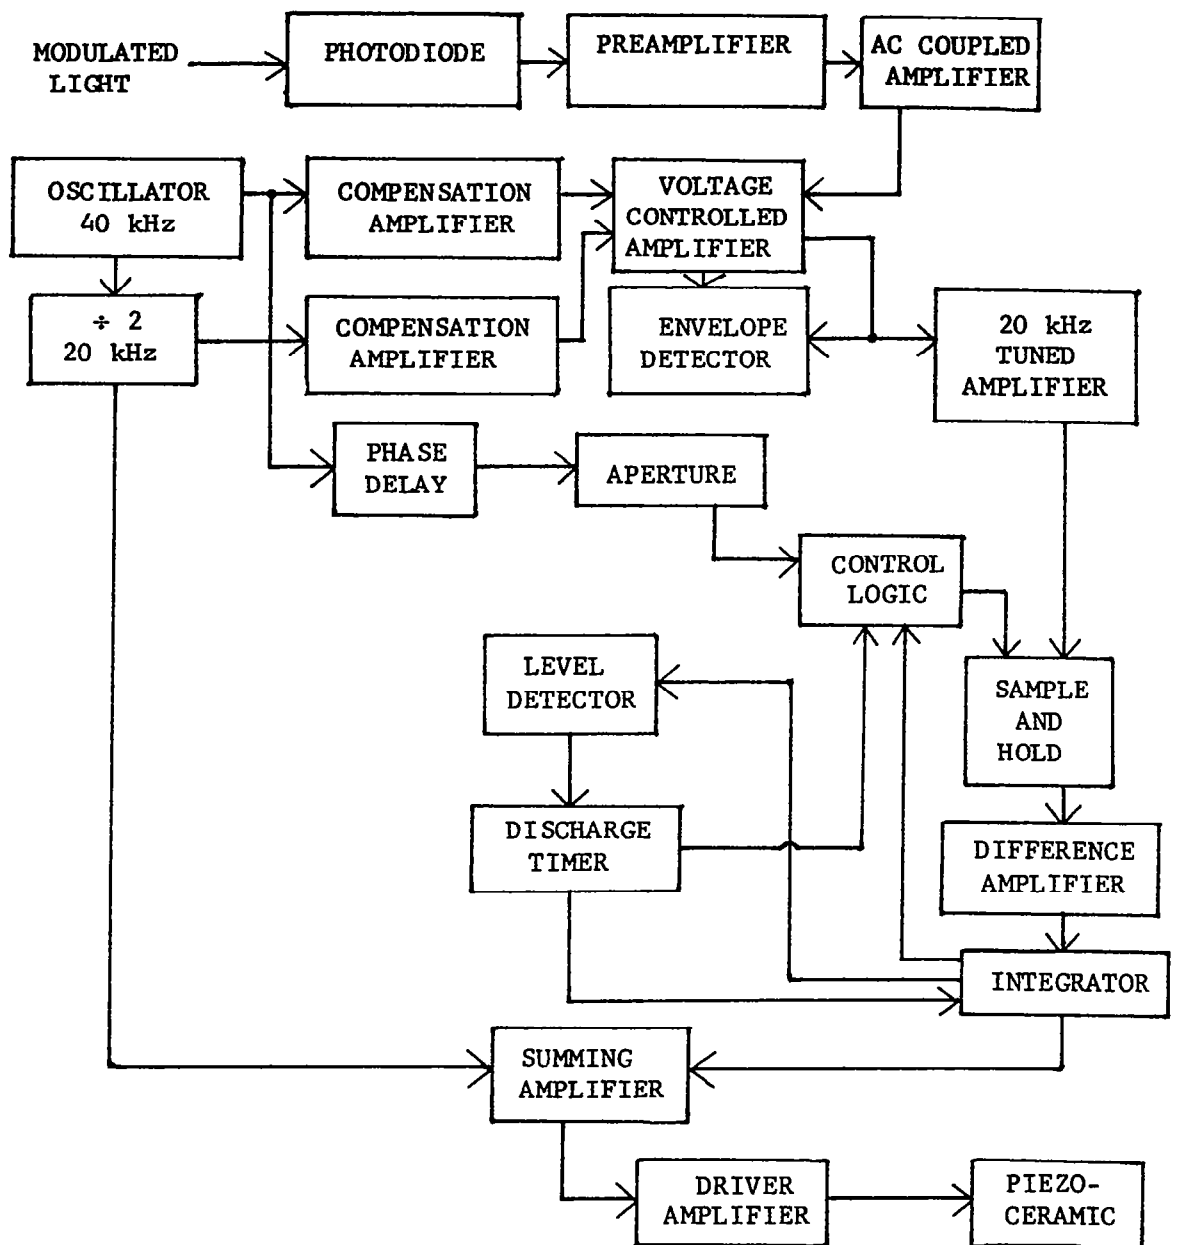 MODULATED
LIGHT
PHOTODIODE
PREAMPLIFIER
AC COUPLED
AMPLIFIER
OSCILLATOR
40 kHz
COMPENSATION
AMPLIFIER
VOLTAGE
CONTROLLED
AMPLIFIER
÷ 2
20 kHz
COMPENSATION
AMPLIFIER
ENVELOPE
DETECTOR
20 kHz
TUNED
AMPLIFIER
PHASE
DELAY
APERTURE
CONTROL
LOGIC
LEVEL
DETECTOR
SAMPLE
AND
HOLD
DISCHARGE
TIMER
DIFFERENCE
AMPLIFIER
INTEGRATOR
SUMMING
AMPLIFIER
DRIVER
AMPLIFIER
PIEZO-
CERAMIC